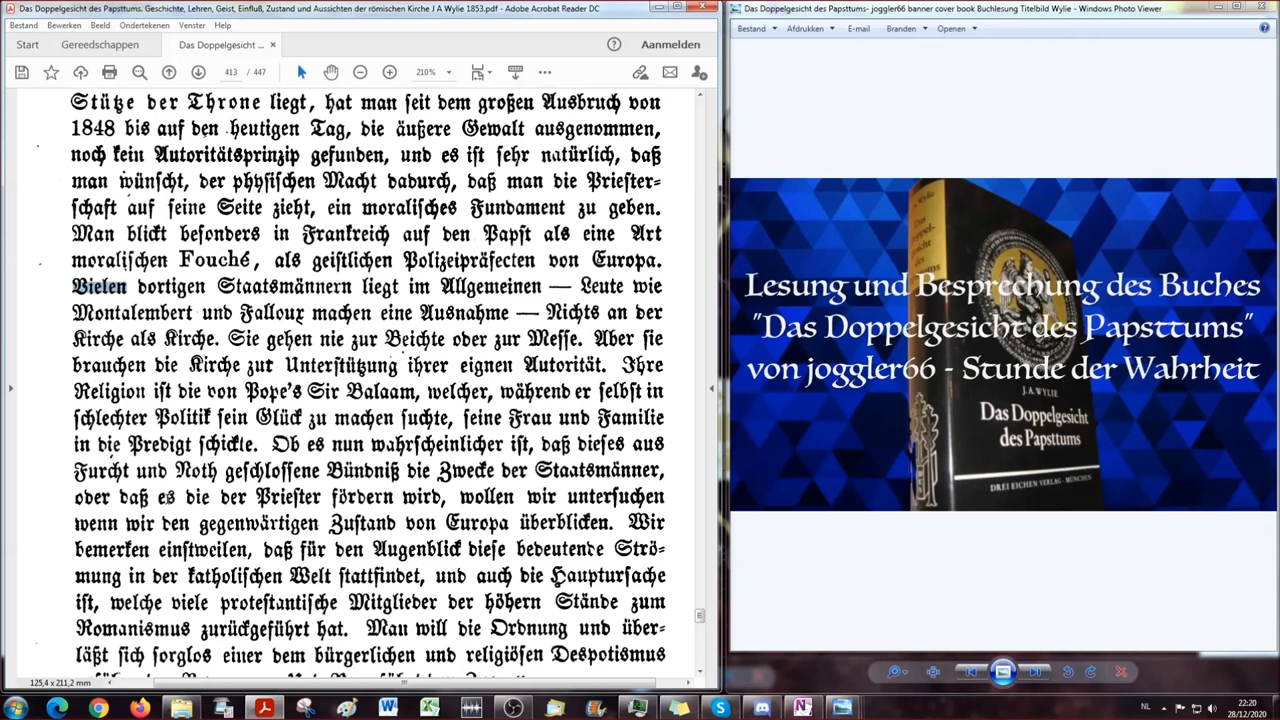 Das Doppelgesicht des Papsttums. Geschichte, Lehren, Geist, Einfluß, Zustand und Aussichten der römischen Kirche J A Wylie 1853.pdf - Adobe Acrobat Reader DC
Bestand Bewerken Beeld Ondertekenen Venster Help
Start Gereedschappen Das Doppelgesicht ... × Aanmelden
413 / 447 210%
Stütze der Throne liegt, hat man seit dem großen Ausbruch von
1848 bis auf den heutigen Tag, die äußere Gewalt ausgenommen,
noch kein Autoritätsprinzip gefunden, und es ist sehr natürlich, daß
man wünscht, der physischen Macht dadurch, daß man die Priester-
schaft auf seine Seite zieht, ein moralisches Fundament zu geben.
Man blickt besonders in Frankreich auf den Papst als eine Art
moralischen Fouché, als geistlichen Polizeipräfecten von Europa.
Vielen dortigen Staatsmännern liegt im Allgemeinen — Leute wie
Montalembert und Falloux machen eine Ausnahme — Nichts an der
Kirche als Kirche. Sie gehen nie zur Beichte oder zur Messe. Aber sie
brauchen die Kirche zur Unterstützung ihrer eignen Autorität. Ihre
Religion ist die von Pope's Sir Balaam, welcher, während er selbst in
schlechter Politik sein Glück zu machen suchte, seine Frau und Familie
in die Predigt schickte. Ob es nun wahrscheinlicher ist, daß dieses aus
Furcht und Noth geschlossene Bündniß die Zwecke der Staatsmänner,
oder daß es die der Priester fördern wird, wollen wir untersuchen
wenn wir den gegenwärtigen Zustand von Europa überblicken. Wir
bemerken einstweilen, daß für den Augenblick diese bedeutende Strö-
mung in der katholischen Welt stattfindet, und auch die Hauptursache
ist, welche viele protestantische Mitglieder der höhern Stände zum
Romanismus zurückgeführt hat. Man will die Ordnung und über-
läßt sich sorglos einer dem bürgerlichen und religiösen Despotismus
125,4 x 211,2 mm
Das Doppelgesicht des Papsttums- joggler66 banner cover book Buchlesung Titelbild Wylie - Windows Photo Viewer
Bestand Afdrukken E-mail Branden Openen
Lesung und Besprechung des Buches
"Das Doppelgesicht des Papsttums"
von joggler66 - Stunde der Wahrheit
J.A.WYLIE
Das Doppelgesicht
des Papsttums
DREI EICHEN VERLAG · MÜNCHEN
NL 22:20
28/12/2020